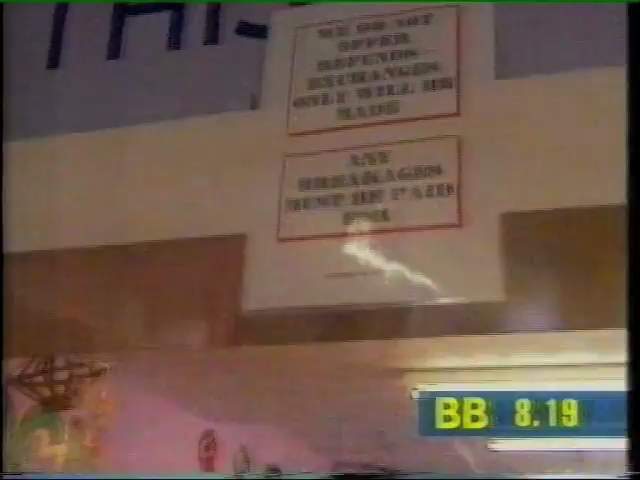 THIS
WE DO NOT
OFFER
REFUNDS
EXCHANGES
ONLY WILL BE
MADE
ANY
BREAKAGES
MUST BE PAID
FOR
BB 8.19